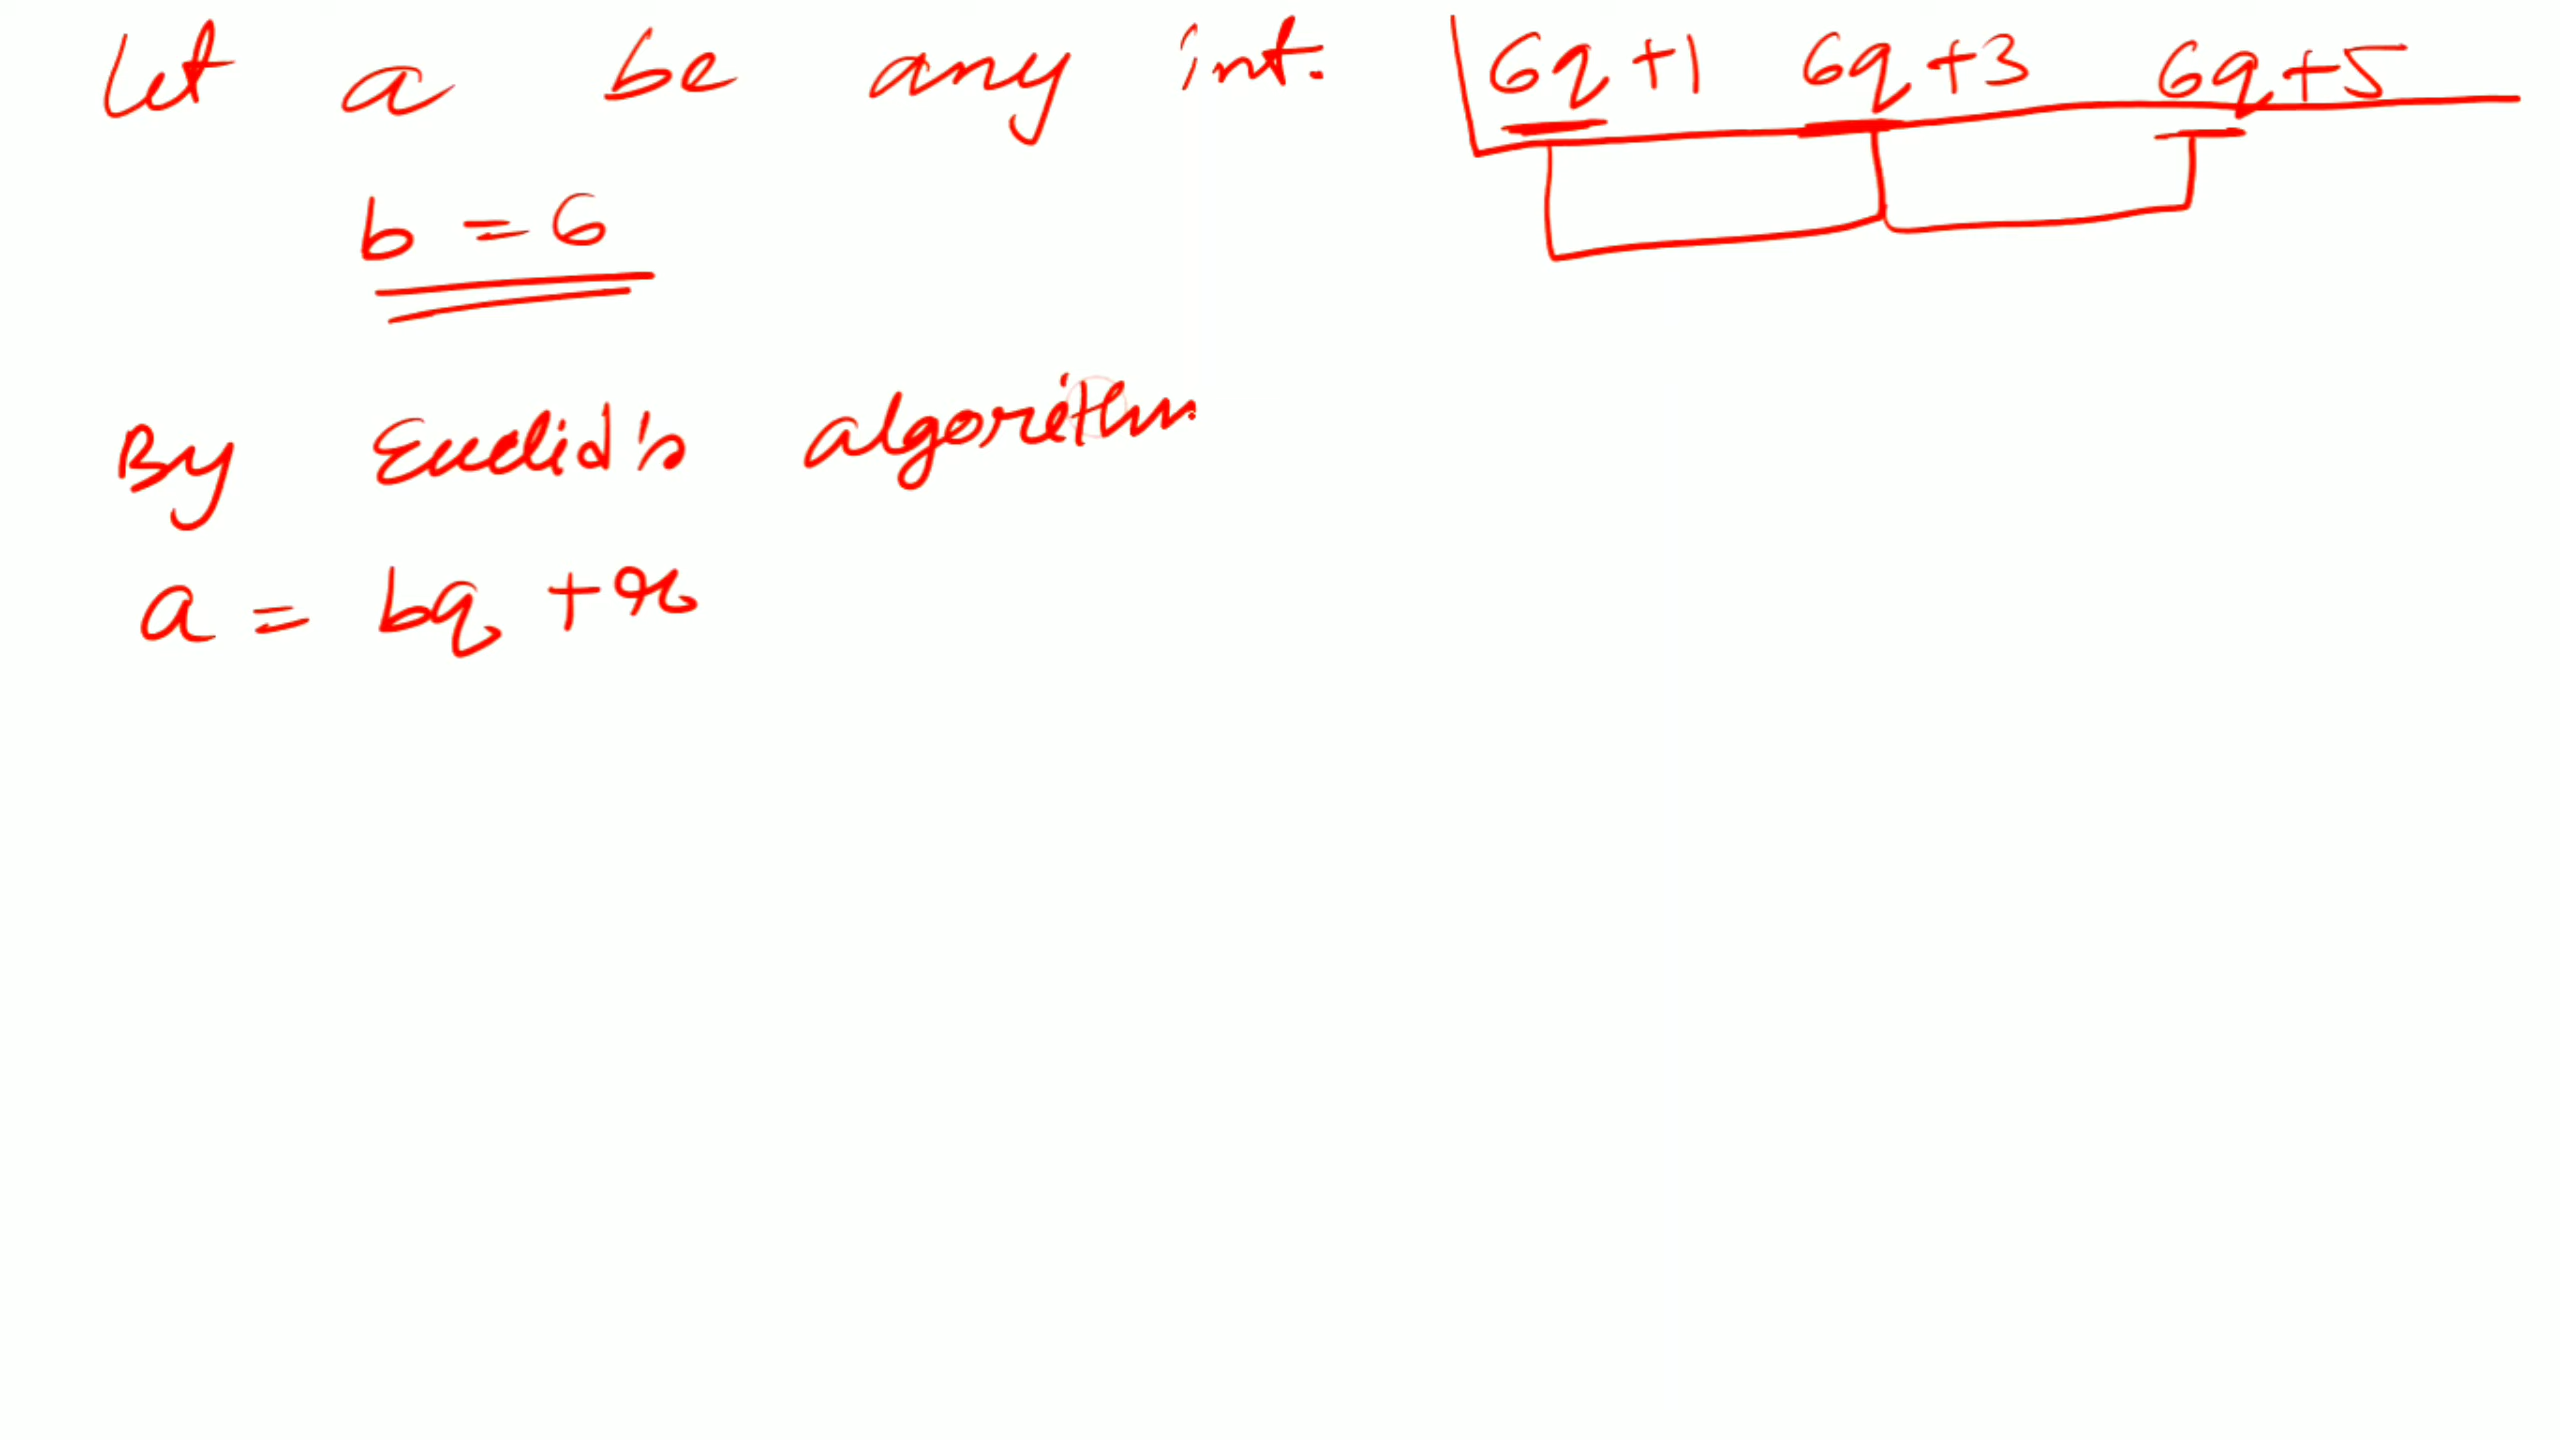 Let a be any int.
6q+1 6q+3 6q+5
b = 6
By Euclid's algorithm
a = bq + r